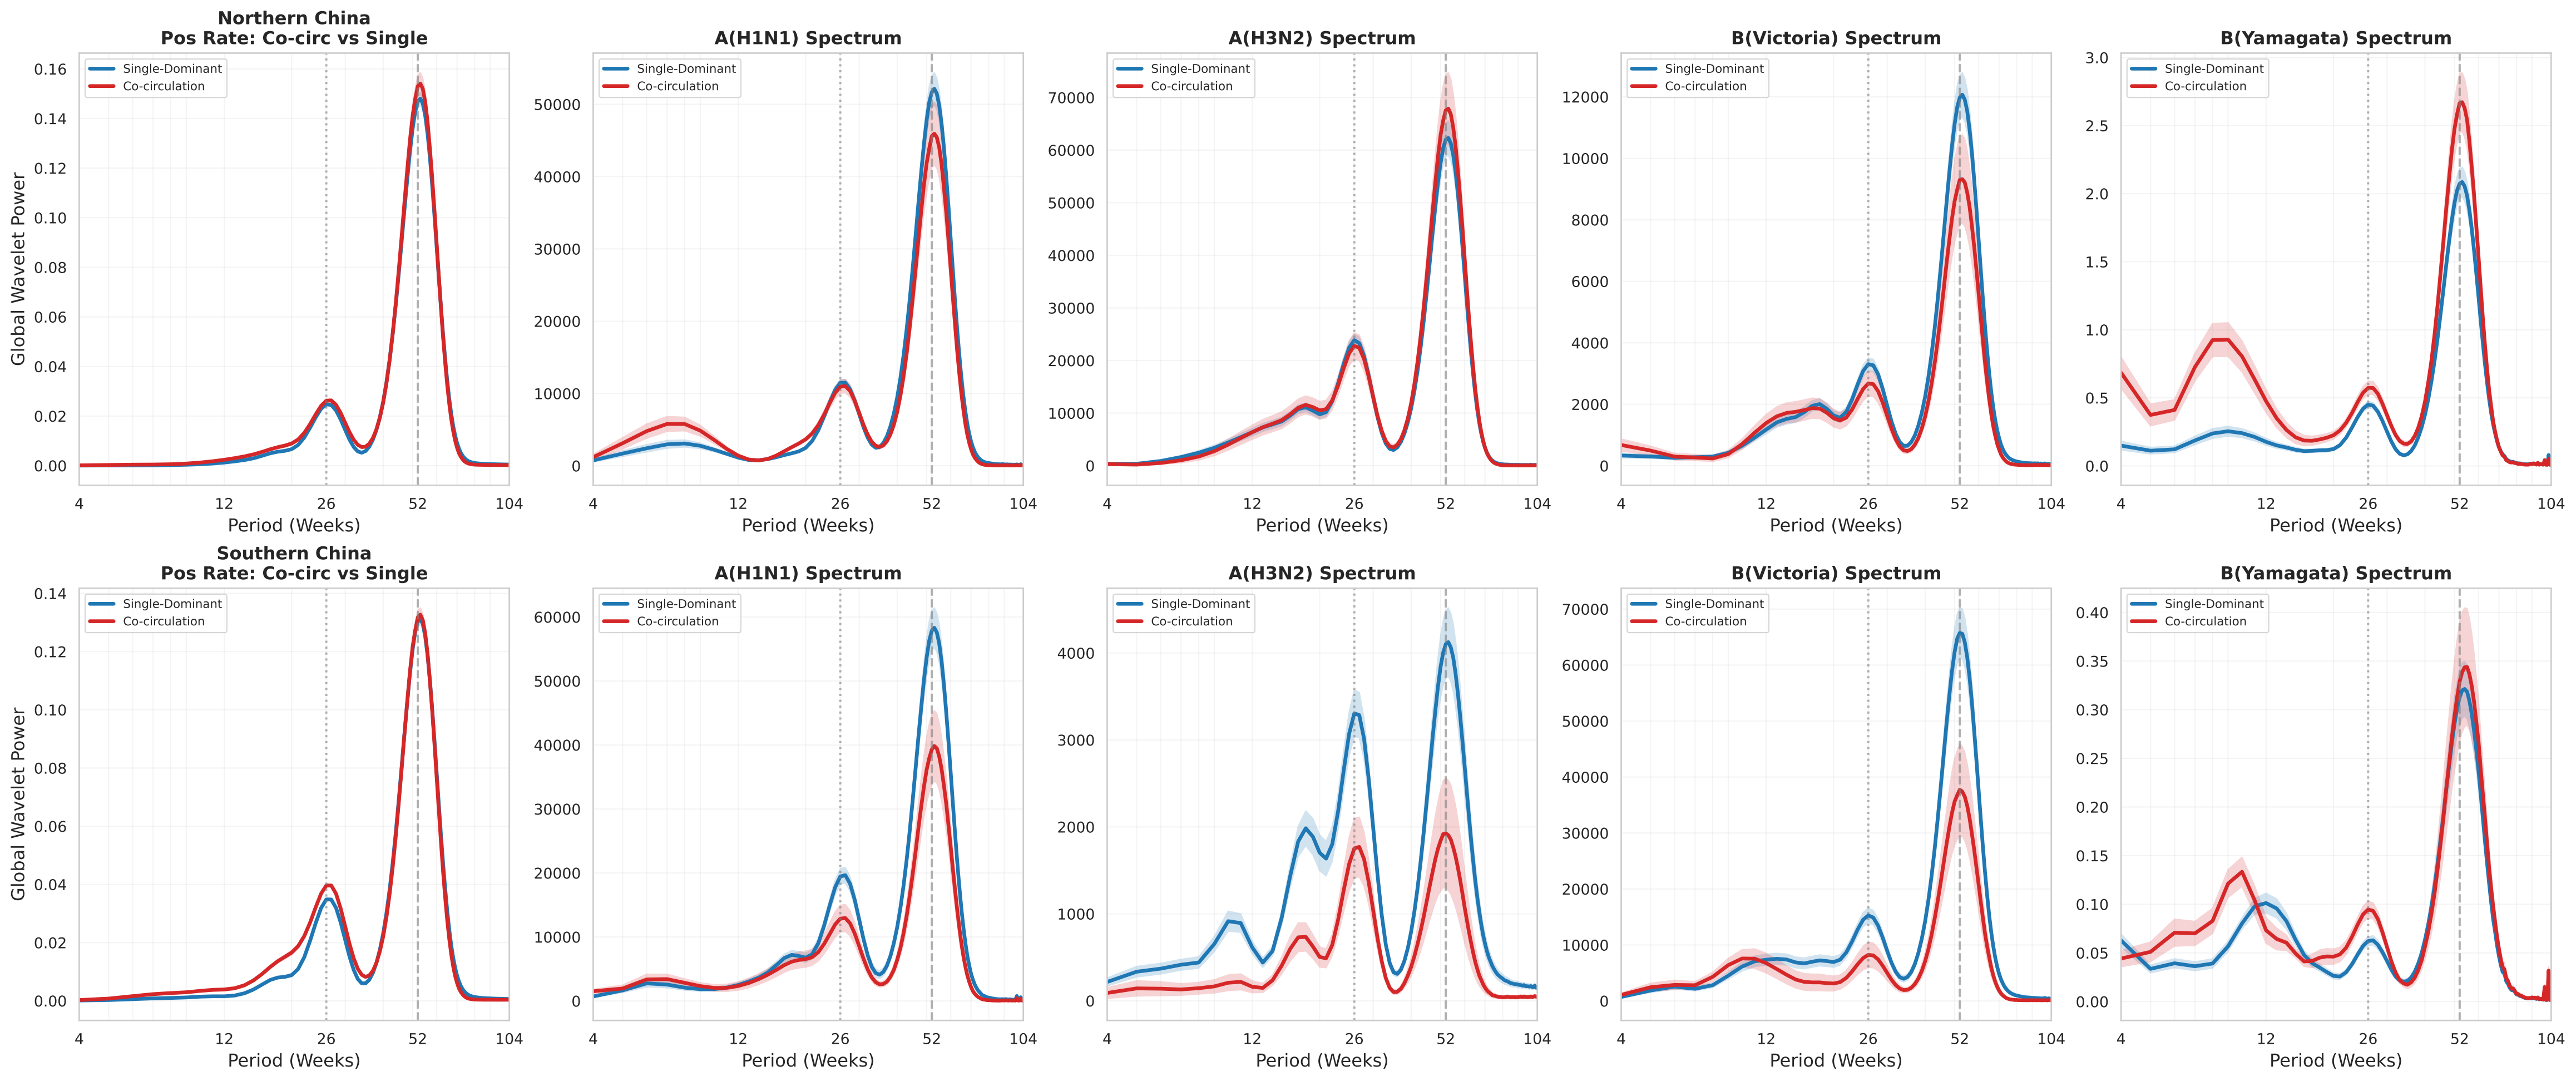 Northern China
Pos Rate: Co-circ vs Single
Global Wavelet Power
0.16
0.14
0.12
0.10
0.08
0.06
0.04
0.02
0.00
Single-Dominant
Co-circulation
4 12 26 52 104
Period (Weeks)
A(H1N1) Spectrum
50000
40000
30000
20000
10000
0
Single-Dominant
Co-circulation
4 12 26 52 104
Period (Weeks)
A(H3N2) Spectrum
70000
60000
50000
40000
30000
20000
10000
0
Single-Dominant
Co-circulation
4 12 26 52 104
Period (Weeks)
B(Victoria) Spectrum
12000
10000
8000
6000
4000
2000
0
Single-Dominant
Co-circulation
4 12 26 52 104
Period (Weeks)
B(Yamagata) Spectrum
3.0
2.5
2.0
1.5
1.0
0.5
0.0
Single-Dominant
Co-circulation
4 12 26 52 104
Period (Weeks)
Southern China
Pos Rate: Co-circ vs Single
Global Wavelet Power
0.14
0.12
0.10
0.08
0.06
0.04
0.02
0.00
Single-Dominant
Co-circulation
4 12 26 52 104
Period (Weeks)
A(H1N1) Spectrum
60000
50000
40000
30000
20000
10000
0
Single-Dominant
Co-circulation
4 12 26 52 104
Period (Weeks)
A(H3N2) Spectrum
4000
3000
2000
1000
0
Single-Dominant
Co-circulation
4 12 26 52 104
Period (Weeks)
B(Victoria) Spectrum
70000
60000
50000
40000
30000
20000
10000
0
Single-Dominant
Co-circulation
4 12 26 52 104
Period (Weeks)
B(Yamagata) Spectrum
0.40
0.35
0.30
0.25
0.20
0.15
0.10
0.05
0.00
Single-Dominant
Co-circulation
4 12 26 52 104
Period (Weeks)